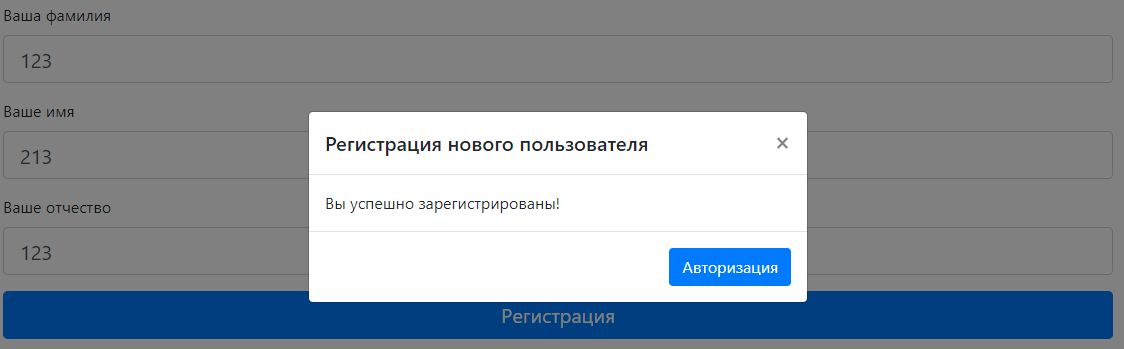 Ваша фамилия
123
Ваше имя
213
Ваше отчество
123
Регистрация
Регистрация нового пользователя ×
Вы успешно зарегистрированы!
Авторизация